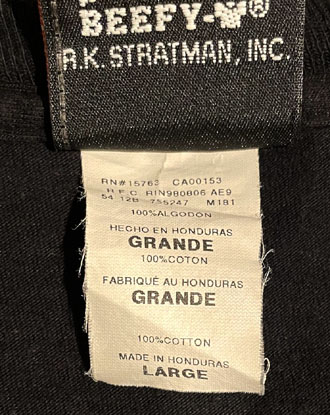 BEEFY-®
R.K. STRATMAN, INC.
RN#15763 CA00153
R F C RIN980806 AE9
54 12B 735247 M181
100%ALGODON
HECHO EN HONDURAS
GRANDE
100%COTON
FABRIQUÉ AU HONDURAS
GRANDE
100%COTTON
MADE IN HONDURAS
LARGE